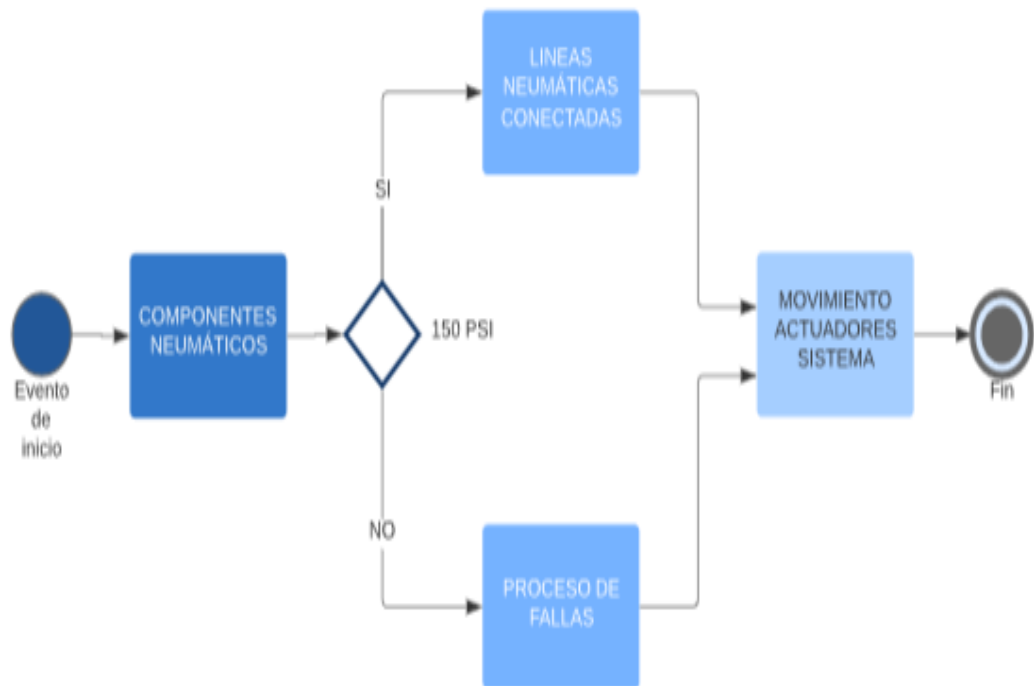 LINEAS
NEUMÁTICAS
CONECTADAS
SI
COMPONENTES
NEUMÁTICOS
150 PSI
MOVIMIENTO
ACTUADORES
SISTEMA
Evento
de
inicio
Fin
NO
PROCESO DE
FALLAS